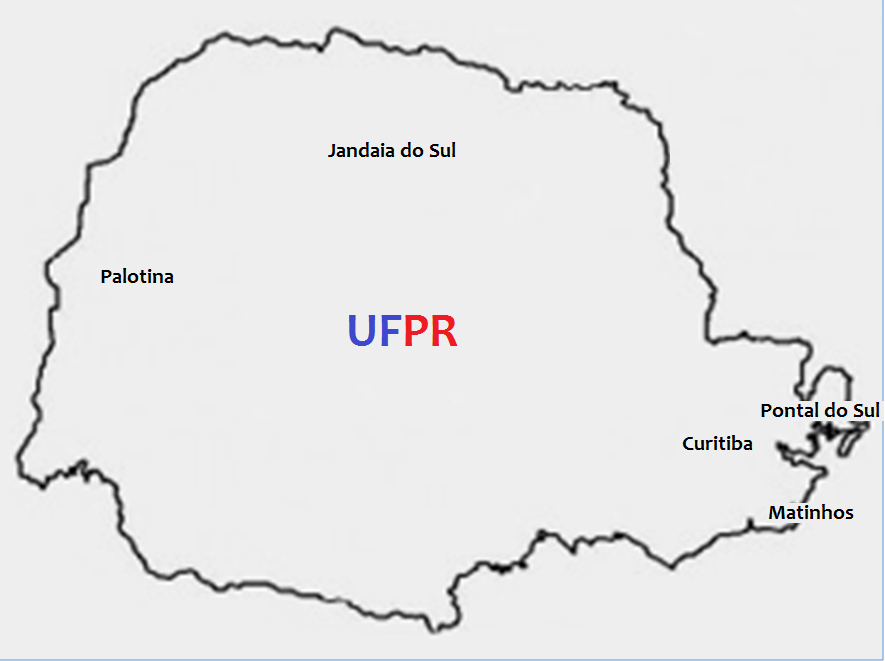 Jandaia do Sul
Palotina
UFPR
Pontal do Sul
Curitiba
Matinhos